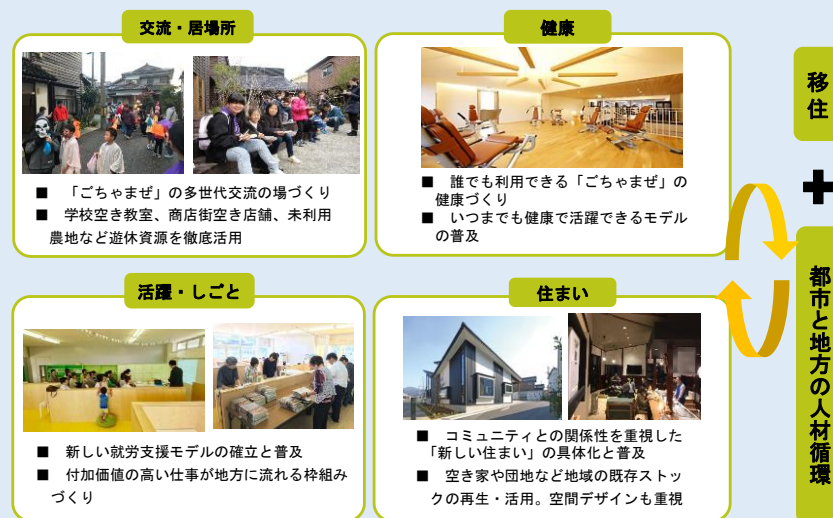 交流・居場所
■ 「ごちゃまぜ」の多世代交流の場づくり
■ 学校空き教室、商店街空き店舗、未利用
農地など遊休資源を徹底活用
健康
■ 誰でも利用できる「ごちゃまぜ」の
健康づくり
■ いつまでも健康で活躍できるモデル
の普及
活躍・しごと
■ 新しい就労支援モデルの確立と普及
■ 付加価値の高い仕事が地方に流れる枠組み
づくり
住まい
■ コミュニティとの関係性を重視した
「新しい住まい」の具体化と普及
■ 空き家や団地など地域の既存ストッ
クの再生・活用。空間デザインも重視
移住
✚
都市と地方の人材循環